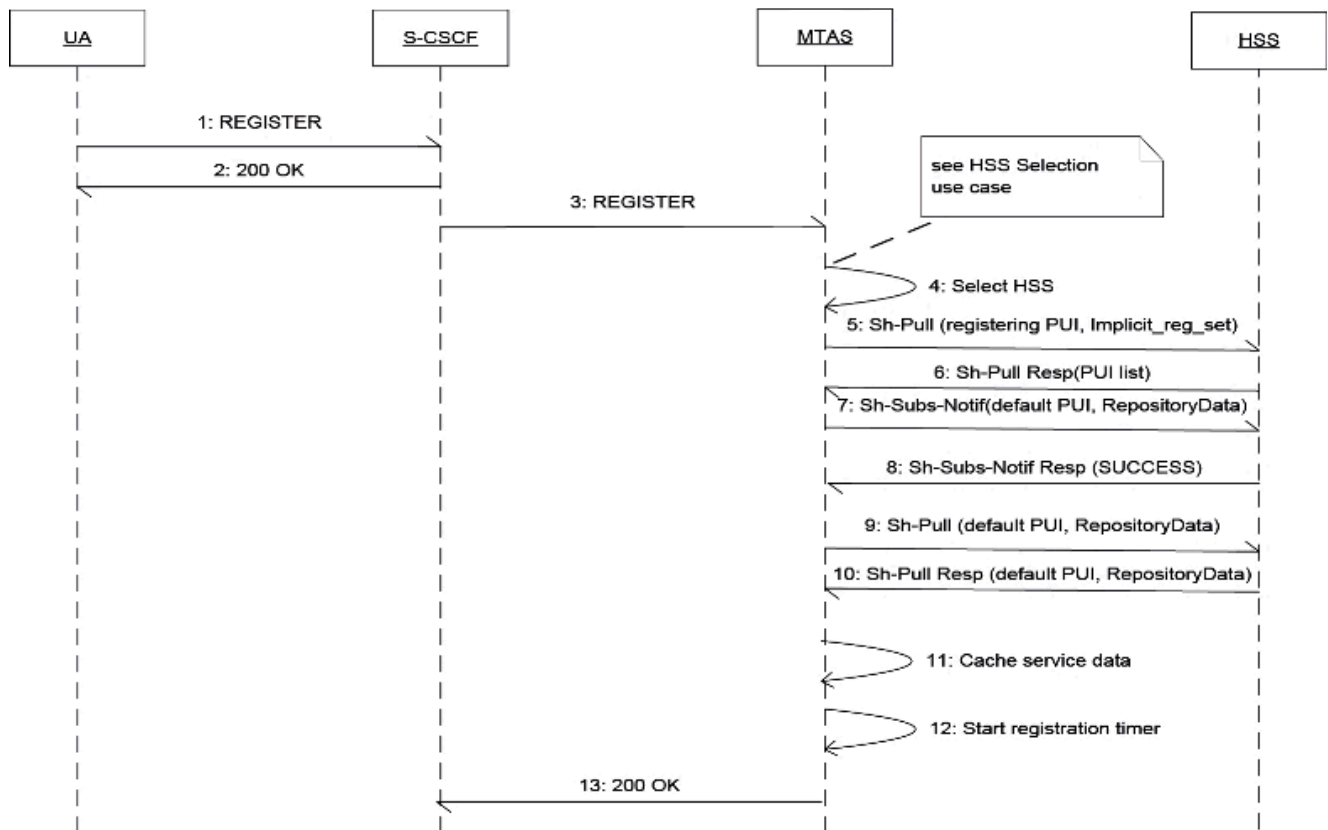 UA
S-CSCF
MTAS
HSS
1: REGISTER
2: 200 OK
3: REGISTER
see HSS Selection
use case
4: Select HSS
5: Sh-Pull (registering PUI, Implicit_reg_set)
6: Sh-Pull Resp(PUI list)
7: Sh-Subs-Notif(default PUI, RepositoryData)
8: Sh-Subs-Notif Resp (SUCCESS)
9: Sh-Pull (default PUI, RepositoryData)
10: Sh-Pull Resp (default PUI, RepositoryData)
11: Cache service data
12: Start registration timer
13: 200 OK